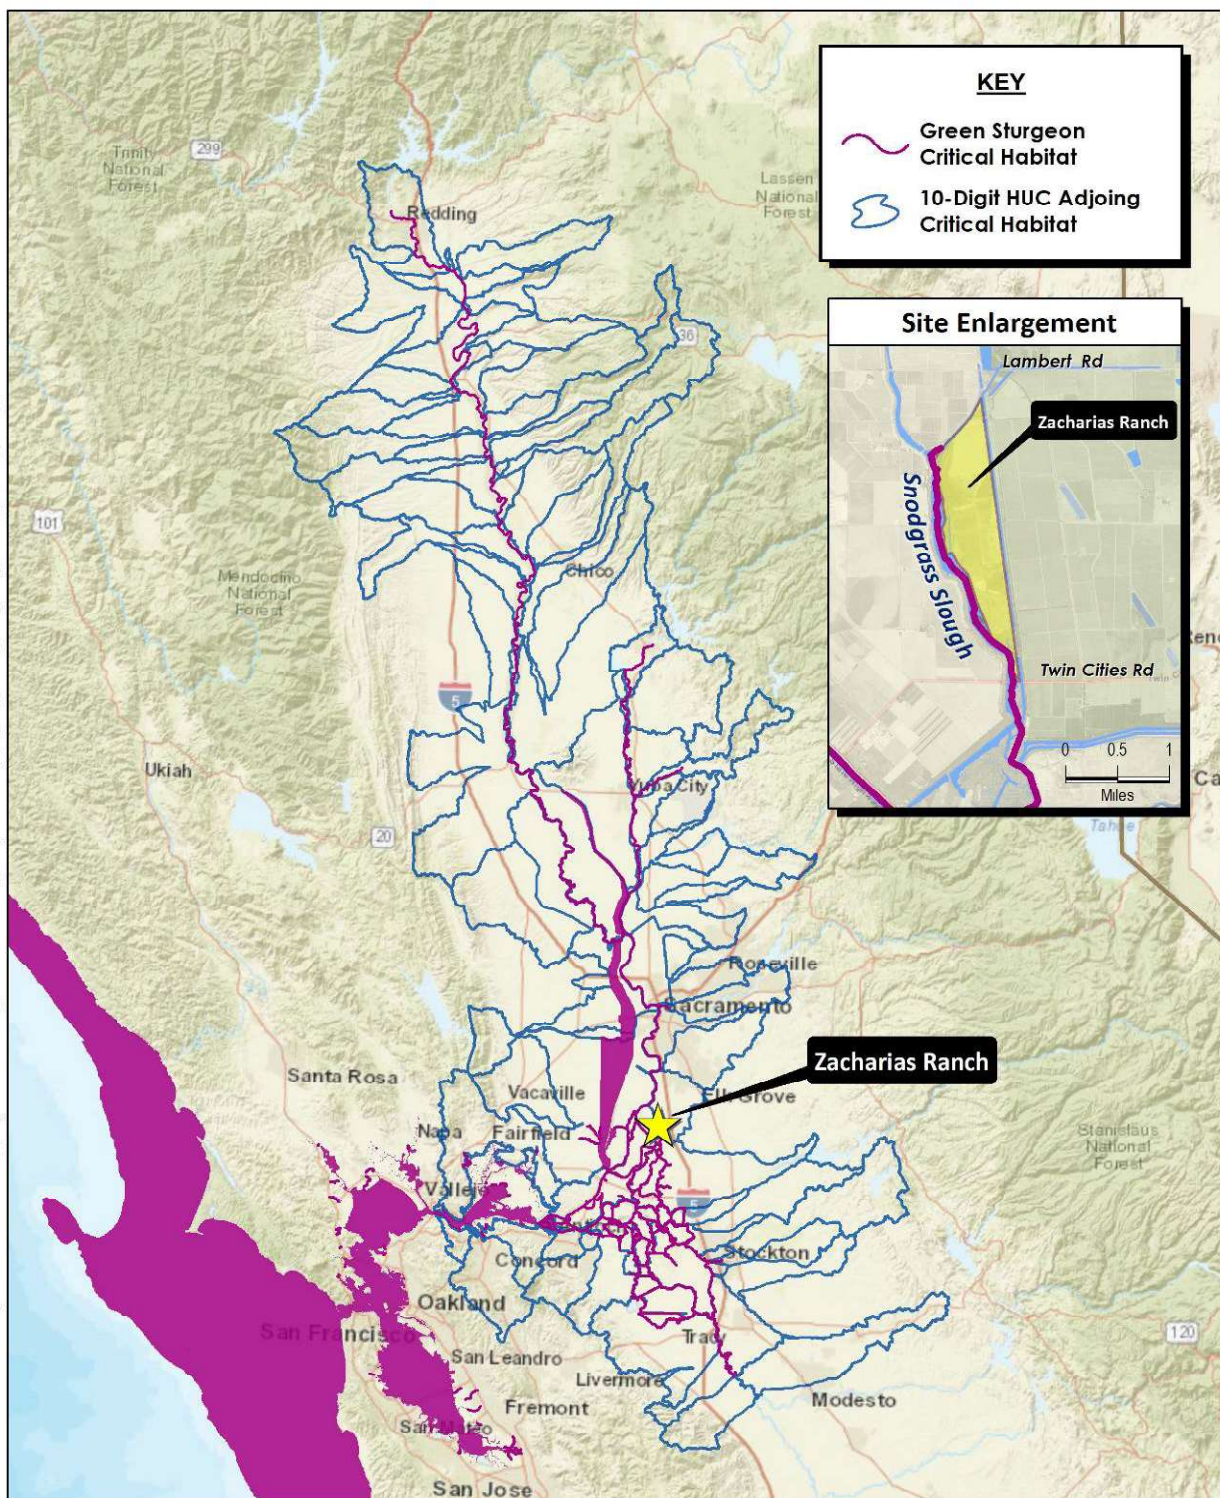 KEY
Green Sturgeon
Critical Habitat
10-Digit HUC Adjoing
Critical Habitat
Site Enlargement
Lambert Rd
Zacharias Ranch
Snodgrass Slough
Twin Cities Rd
0 0.5 1
Miles
Trinity
National
Forest
299
Redding
Lassen
National
Forest
36
101
Mendocino
National
Forest
Chico
5
Ukiah
Yuba City
20
Tahoe
Roseville
Sacramento
Zacharias Ranch
Santa Rosa
Vacaville
Elk Grove
Napa
Fairfield
Stanislaus
National
Forest
Vallejo
5
Concord
Stockton
Oakland
San Francisco
Tracy
120
San Leandro
Livermore
Modesto
Fremont
San Mateo
San Jose